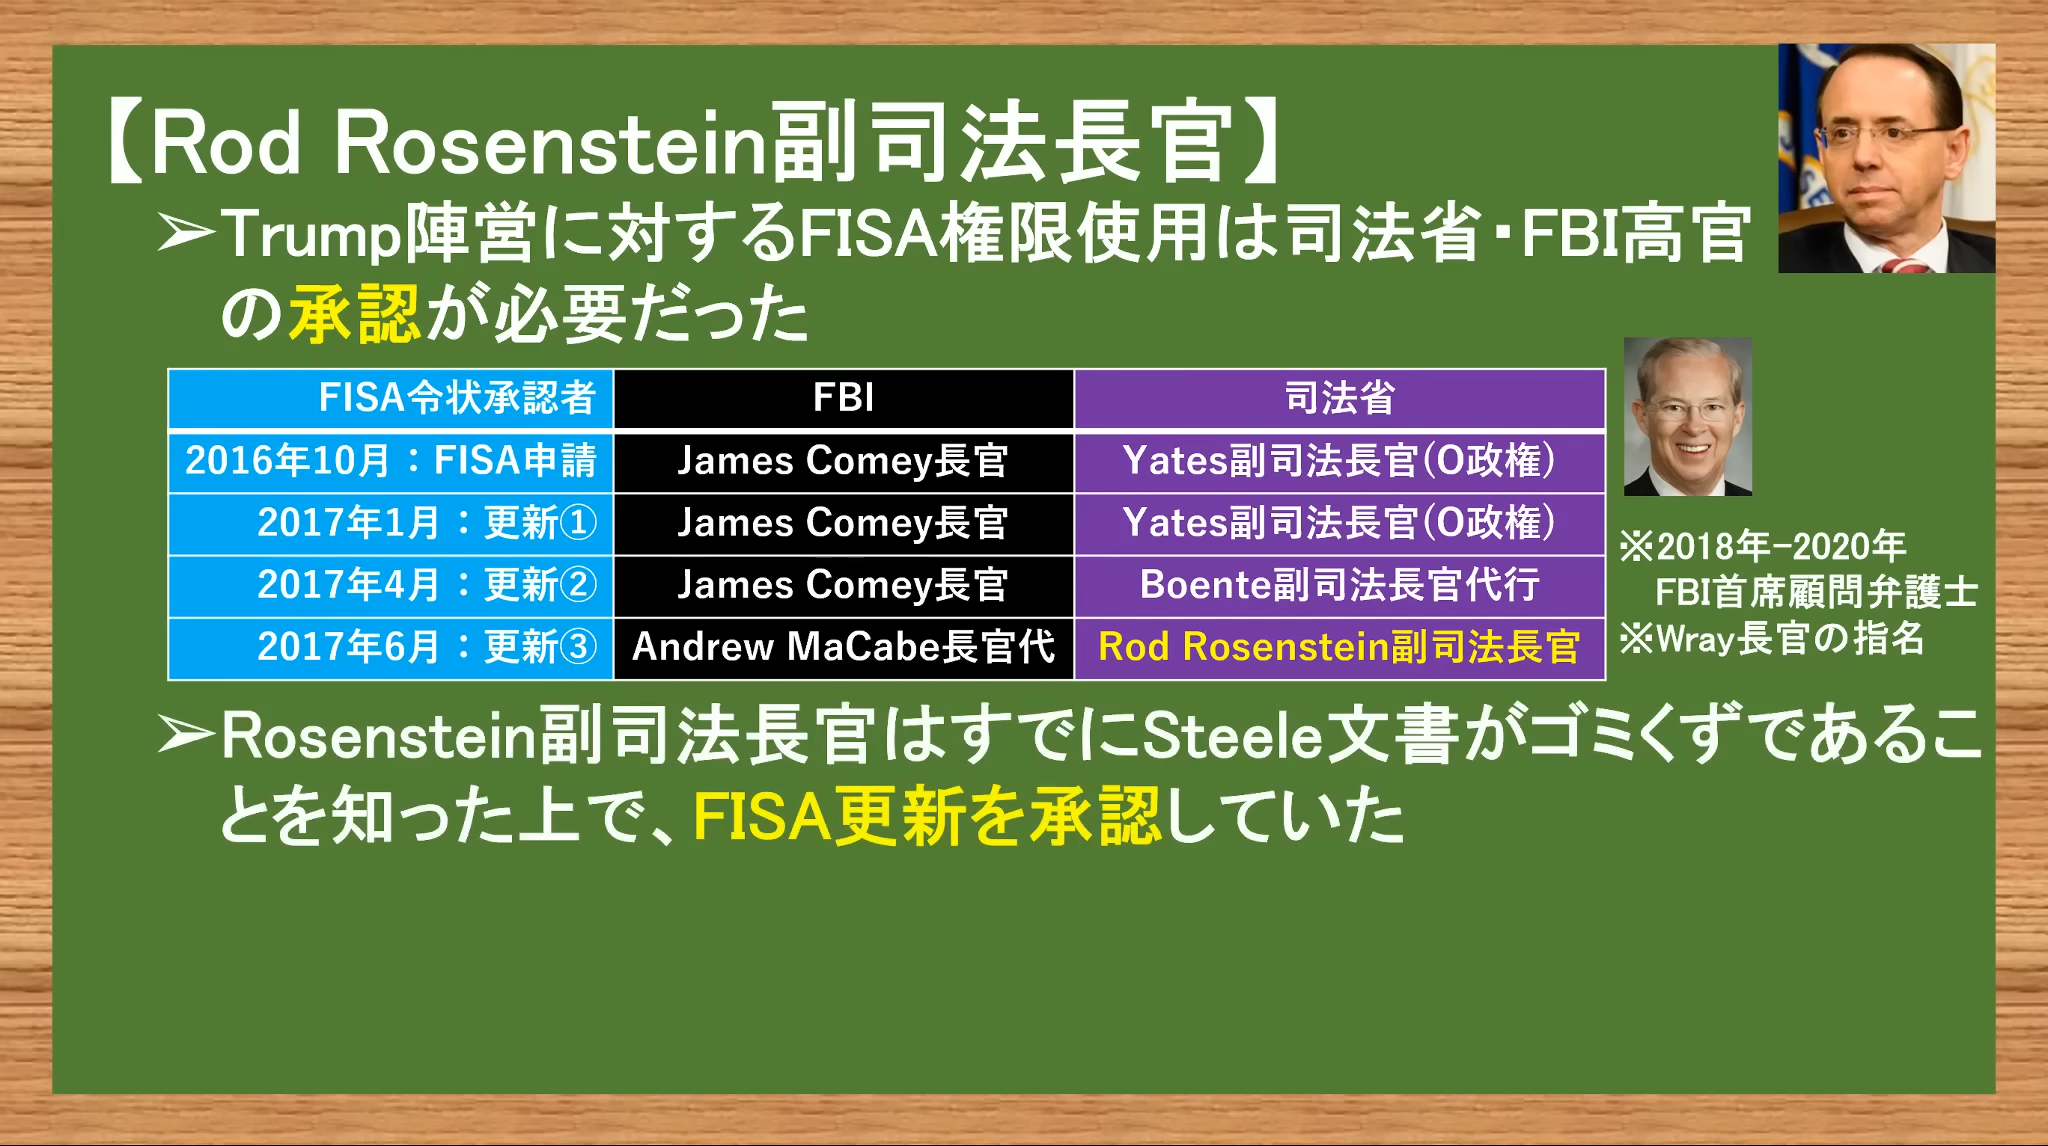 【Rod Rosenstein副司法長官】
➢Trump陣営に対するFISA権限使用は司法省・FBI高官
の承認が必要だった
FISA令状承認者 FBI 司法省
2016年10月：FISA申請 James Comey長官 Yates副司法長官(O政権)
2017年1月：更新① James Comey長官 Yates副司法長官(O政権)
2017年4月：更新② James Comey長官 Boente副司法長官代行
2017年6月：更新③ Andrew MaCabe長官代 Rod Rosenstein副司法長官
※2018年-2020年
FBI首席顧問弁護士
※Wray長官の指名
➢Rosenstein副司法長官はすでにSteele文書がゴミくずであるこ
とを知った上で、FISA更新を承認していた